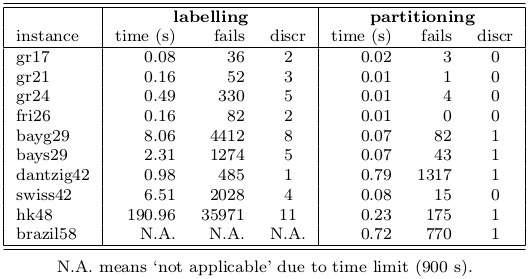 labelling partitioning
instance time (s) fails discr time (s) fails discr
gr17 0.08 36 2 0.02 3 0
gr21 0.16 52 3 0.01 1 0
gr24 0.49 330 5 0.01 4 0
fri26 0.16 82 2 0.01 0 0
bayg29 8.06 4412 8 0.07 82 1
bays29 2.31 1274 5 0.07 43 1
dantzig42 0.98 485 1 0.79 1317 1
swiss42 6.51 2028 4 0.08 15 0
hk48 190.96 35971 11 0.23 175 1
brazil58 N.A. N.A. N.A. 0.72 770 1
N.A. means ‘not applicable’ due to time limit (900 s).